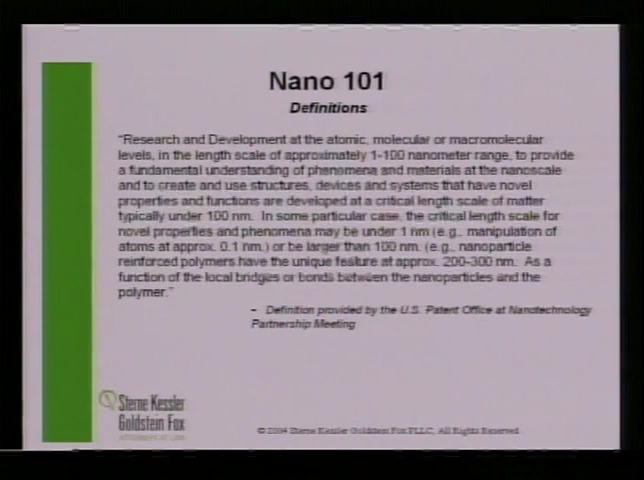 Nano 101
Definitions
"Research and Development at the atomic, molecular or macromolecular
levels, in the length scale of approximately 1-100 nanometer range, to provide
a fundamental understanding of phenomena and materials at the nanoscale
and to create and use structures, devices and systems that have novel
properties and functions are developed at a critical length scale of matter
typically under 100 nm. In some particular case, the critical length scale for
novel properties and phenomena may be under 1 nm (e.g., manipulation of
atoms at approx. 0.1 nm.) or be larger than 100 nm. (e.g., nanoparticle
reinforced polymers have the unique feature at approx. 200-300 nm. As a
function of the local bridges or bonds between the nanoparticles and the
polymer."
- Definition provided by the U.S. Patent Office at Nanotechnology
Partnership Meeting
Sterne Kessler
Goldstein Fox
ATTORNEYS AT LAW
© 2004 Sterne Kessler Goldstein Fox PLLC, All Rights Reserved